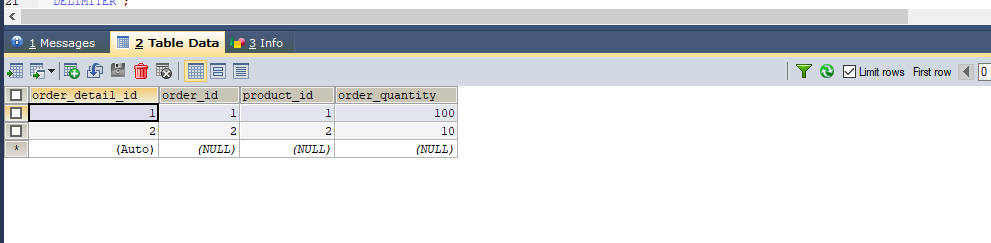 21 DELIMITER ;
1 Messages 2 Table Data 3 Info
Limit rows First row 0
order_detail_id order_id product_id order_quantity
1 1 1 100
2 2 2 10
* (Auto) (NULL) (NULL) (NULL)